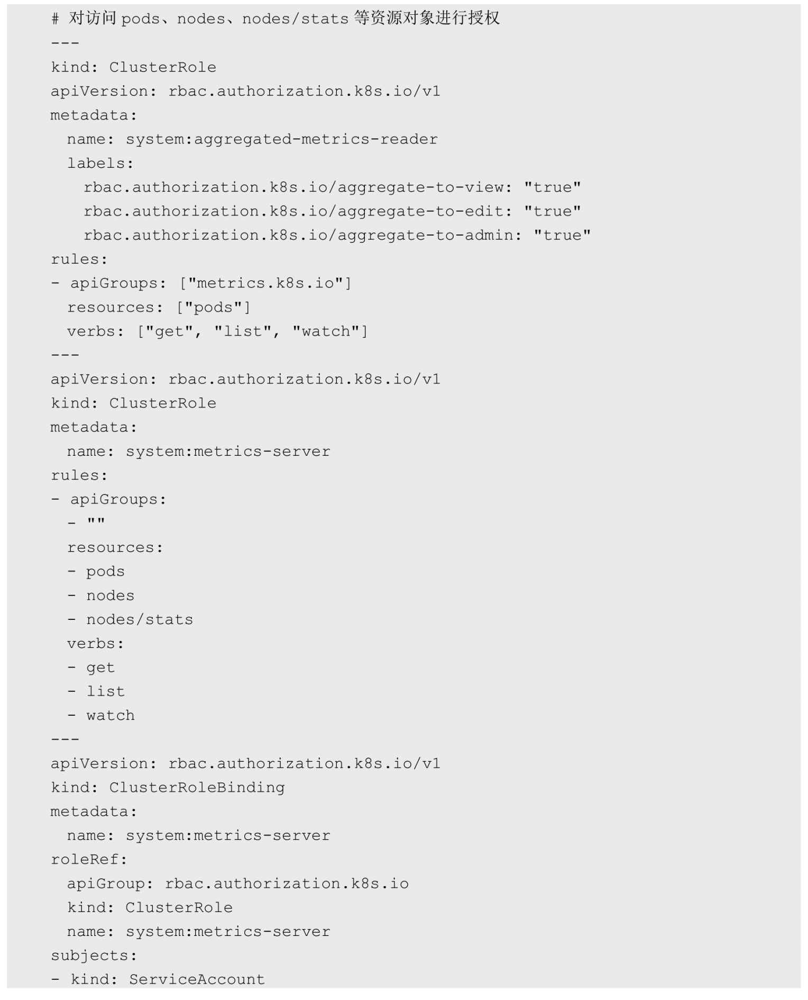 # 对访问 pods、nodes、nodes/stats 等资源对象进行授权
---
kind: ClusterRole
apiVersion: rbac.authorization.k8s.io/v1
metadata:
  name: system:aggregated-metrics-reader
  labels:
    rbac.authorization.k8s.io/aggregate-to-view: "true"
    rbac.authorization.k8s.io/aggregate-to-edit: "true"
    rbac.authorization.k8s.io/aggregate-to-admin: "true"
rules:
- apiGroups: ["metrics.k8s.io"]
  resources: ["pods"]
  verbs: ["get", "list", "watch"]
---
apiVersion: rbac.authorization.k8s.io/v1
kind: ClusterRole
metadata:
  name: system:metrics-server
rules:
- apiGroups:
  - ""
  resources:
  - pods
  - nodes
  - nodes/stats
  verbs:
  - get
  - list
  - watch
---
apiVersion: rbac.authorization.k8s.io/v1
kind: ClusterRoleBinding
metadata:
  name: system:metrics-server
roleRef:
  apiGroup: rbac.authorization.k8s.io
  kind: ClusterRole
  name: system:metrics-server
subjects:
- kind: ServiceAccount